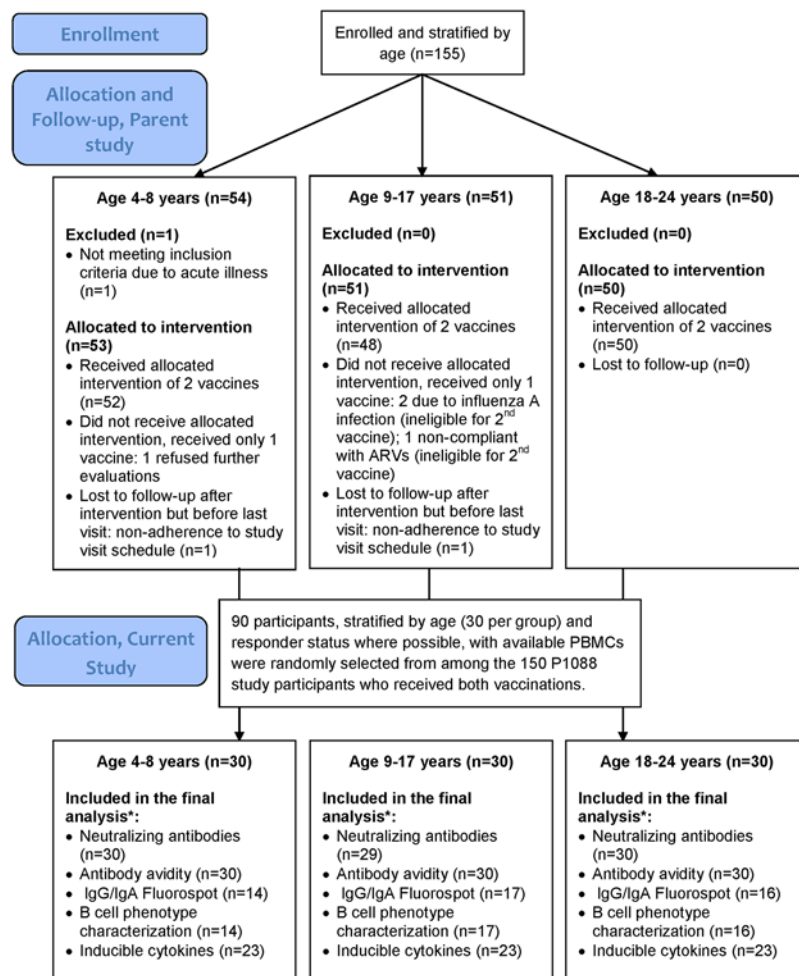 Enrollment
Enrolled and stratified by
age (n=155)
Allocation and
Follow-up, Parent
study
Age 4-8 years (n=54)
Excluded (n=1)
• Not meeting inclusion
criteria due to acute illness
(n=1)
Allocated to intervention
(n=53)
• Received allocated
intervention of 2 vaccines
(n=52)
• Did not receive allocated
intervention, received only 1
vaccine: 1 refused further
evaluations
• Lost to follow-up after
intervention but before last
visit: non-adherence to study
visit schedule (n=1)
Age 9-17 years (n=51)
Excluded (n=0)
Allocated to intervention
(n=51)
• Received allocated
intervention of 2 vaccines
(n=48)
• Did not receive allocated
intervention, received only 1
vaccine: 2 due to influenza A
infection (ineligible for 2nd
vaccine); 1 non-compliant
with ARVs (ineligible for 2nd
vaccine)
• Lost to follow-up after
intervention but before last
visit: non-adherence to study
visit schedule (n=1)
Age 18-24 years (n=50)
Excluded (n=0)
Allocated to intervention
(n=50)
• Received allocated
intervention of 2 vaccines
(n=50)
• Lost to follow-up (n=0)
Allocation, Current
Study
90 participants, stratified by age (30 per group) and
responder status where possible, with available PBMCs
were randomly selected from among the 150 P1088
study participants who received both vaccinations.
Age 4-8 years (n=30)
Included in the final
analysis*:
• Neutralizing antibodies
(n=30)
• Antibody avidity (n=30)
• IgG/IgA Fluorospot (n=14)
• B cell phenotype
characterization (n=14)
• Inducible cytokines (n=23)
Age 9-17 years (n=30)
Included in the final
analysis*:
• Neutralizing antibodies
(n=29)
• Antibody avidity (n=30)
• IgG/IgA Fluorospot (n=17)
• B cell phenotype
characterization (n=17)
• Inducible cytokines (n=23)
Age 18-24 years (n=30)
Included in the final
analysis*:
• Neutralizing antibodies
(n=30)
• Antibody avidity (n=30)
• IgG/IgA Fluorospot (n=16)
• B cell phenotype
characterization (n=16)
• Inducible cytokines (n=23)